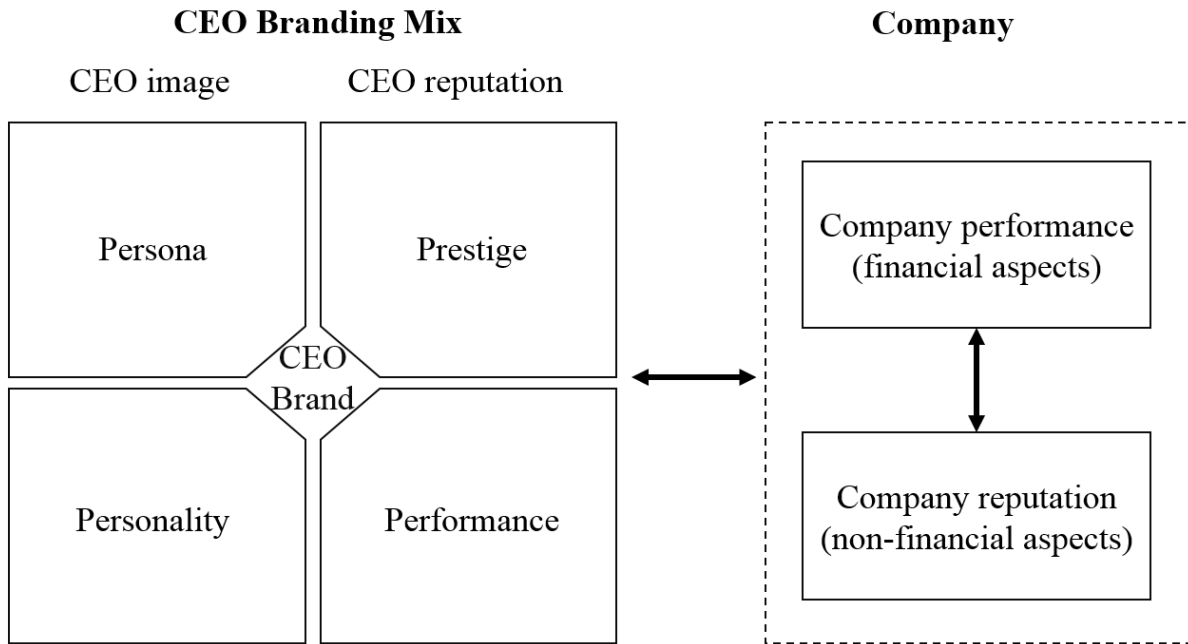 CEO Branding Mix
Company
CEO image
CEO reputation
Persona
Prestige
CEO
Brand
Personality
Performance
Company performance
(financial aspects)
Company reputation
(non-financial aspects)